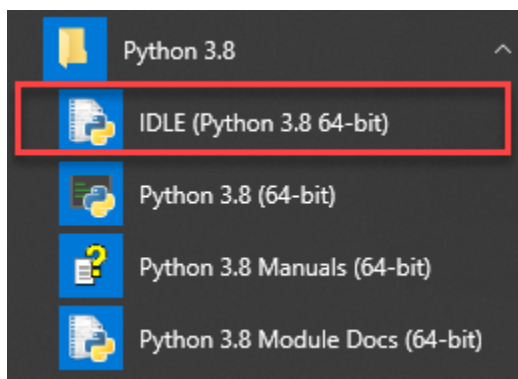 Python 3.8
IDLE (Python 3.8 64-bit)
Python 3.8 (64-bit)
Python 3.8 Manuals (64-bit)
Python 3.8 Module Docs (64-bit)